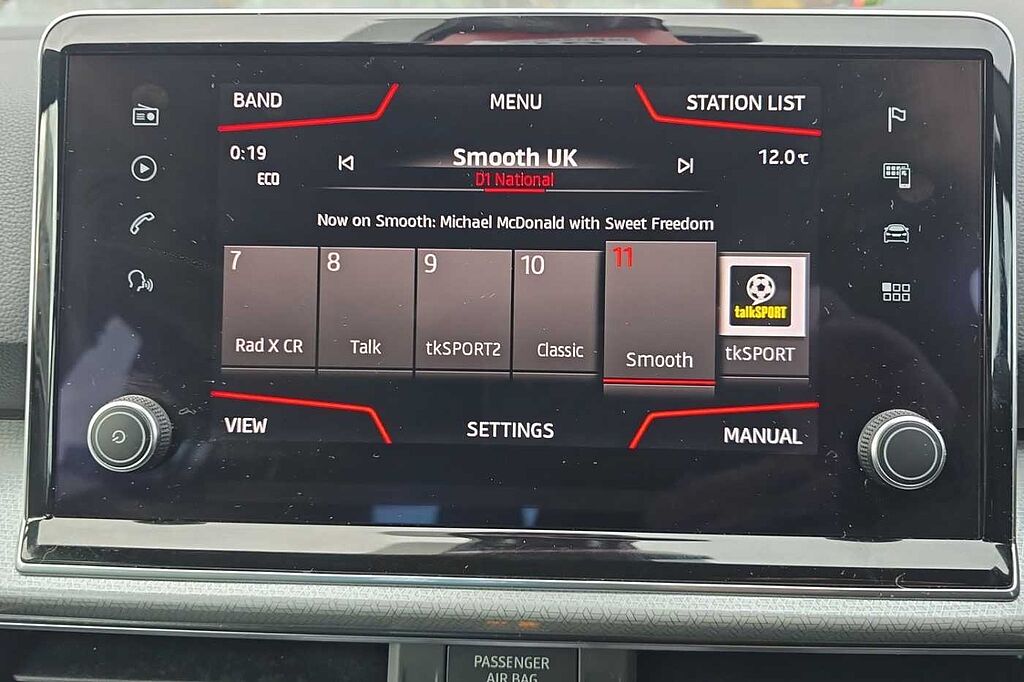 BAND
MENU
STATION LIST
0:19
ECO
Smooth UK
D1 National
12.0℃
Now on Smooth: Michael McDonald with Sweet Freedom
7
8
9
10
11
talkSPORT
Rad X CR
Talk
tkSPORT2
Classic
Smooth
tkSPORT
VIEW
SETTINGS
MANUAL
PASSENGER
AIR BAG